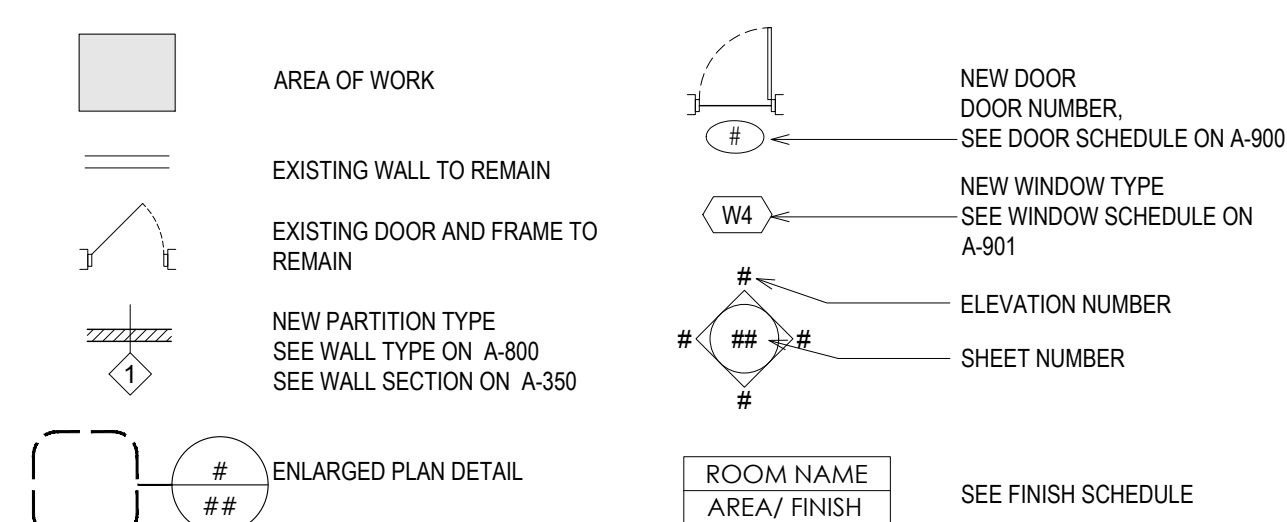 AREA OF WORK
EXISTING WALL TO REMAIN
EXISTING DOOR AND FRAME TO
REMAIN
1
NEW PARTITION TYPE
SEE WALL TYPE ON A-800
SEE WALL SECTION ON A-350
#
##
ENLARGED PLAN DETAIL
#
NEW DOOR
DOOR NUMBER,
SEE DOOR SCHEDULE ON A-900
W4
NEW WINDOW TYPE
SEE WINDOW SCHEDULE ON
A-901
#
# ## #
#
ELEVATION NUMBER
SHEET NUMBER
ROOM NAME
AREA/ FINISH
SEE FINISH SCHEDULE